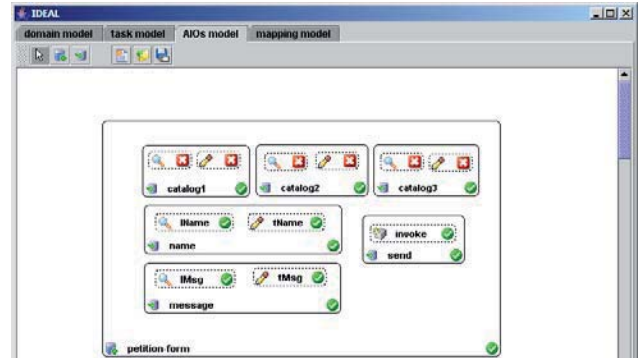 IDEAL
domain model task model AIOs model mapping model
catalog1 catalog2 catalog3
lName tName
name
invoke
send
lMsg tMsg
message
petition-form